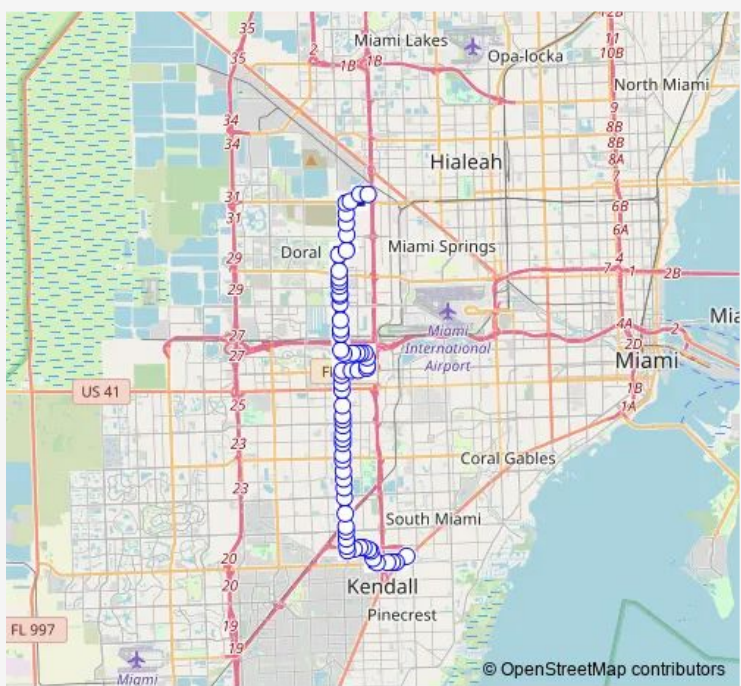 12B
35
11
Miami Lakes
10B
2
35
1B
1B
Opa-locka
North Miami
9
34
8B
8B
34
Hialeah
8A
7
31
6B
31
6A
Doral
Miami Springs
29
4
7
1
2B
29
27
Miami
International
Airport
4A
2
27
2D
Miami
US 41
1B
25
1A
23
Coral Gables
23
South Miami
20
20
Kendall
Pinecrest
FL 997
19
19
Miami
© OpenStreetMap contributors